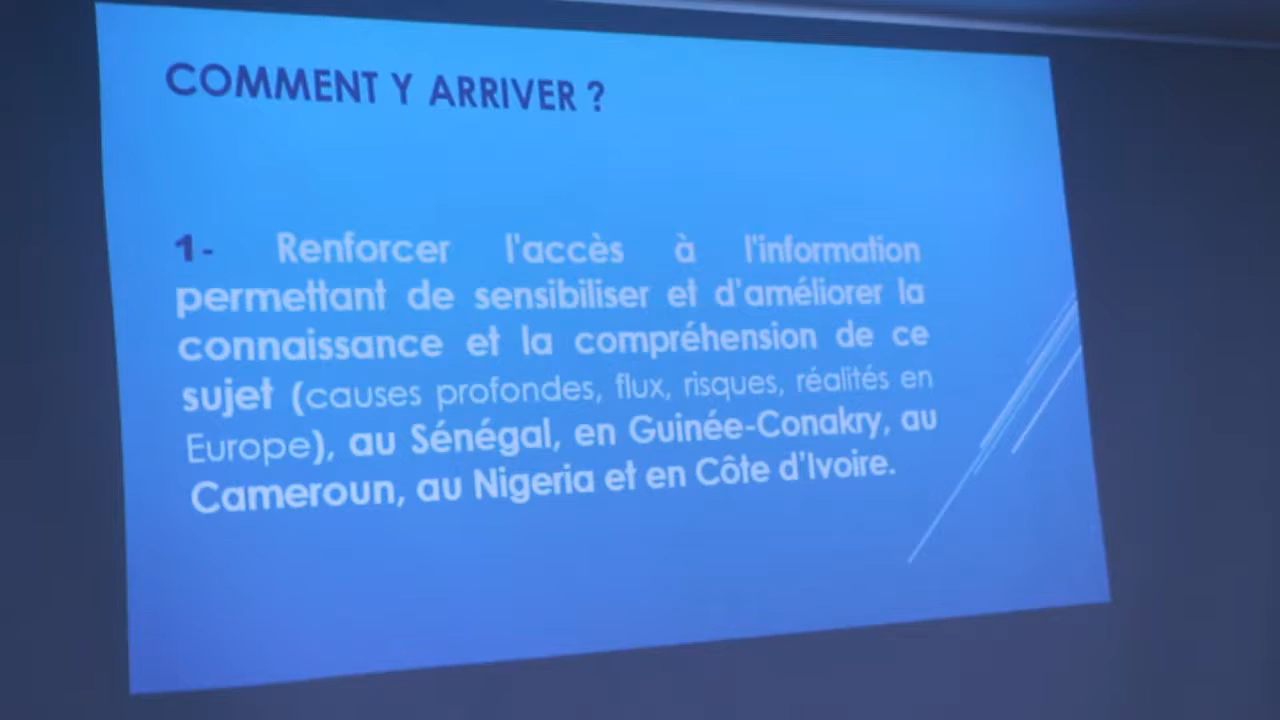 COMMENT Y ARRIVER ?
1- Renforcer l'accès à l'information
permettant de sensibiliser et d'améliorer la
connaissance et la compréhension de ce
sujet (causes profondes, flux, risques, réalités en
Europe), au Sénégal, en Guinée-Conakry, au
Cameroun, au Nigeria et en Côte d'Ivoire.